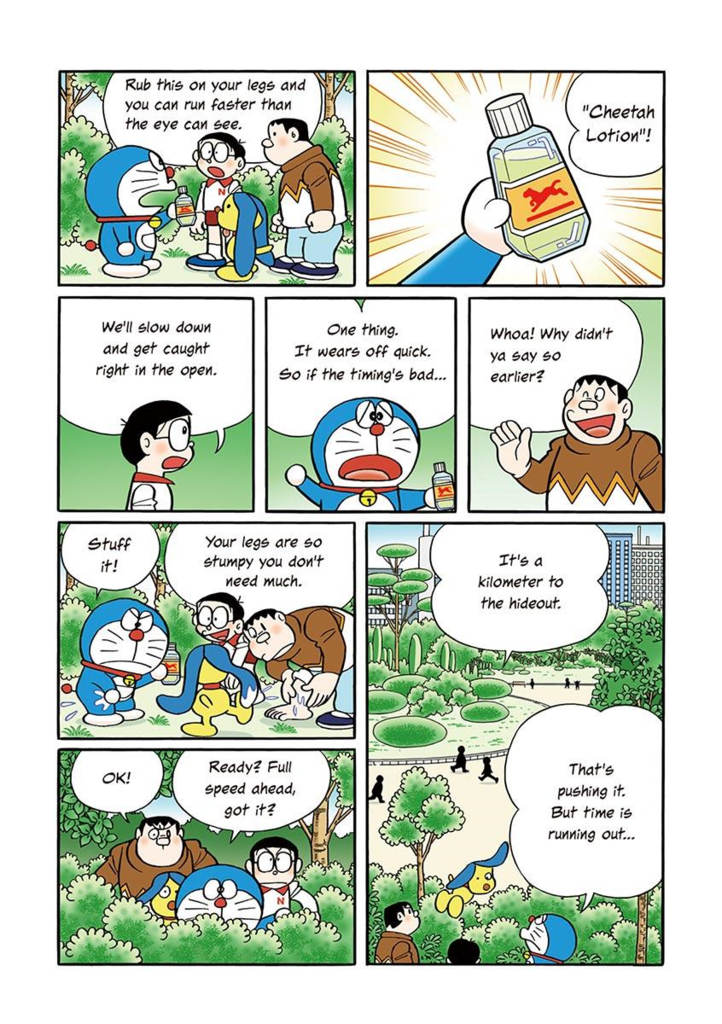 "Cheetah
Lotion"!
Rub this on your legs and
you can run faster than
the eye can see.
N
Whoa! Why didn't
ya say so
earlier?
One thing.
It wears off quick.
So if the timing's bad...
We'll slow down
and get caught
right in the open.
It's a
kilometer to
the hideout.
That's
pushing it.
But time is
running out...
Your legs are so
stumpy you don't
need much.
Stuff
it!
Ready? Full
speed ahead,
got it?
OK!
N